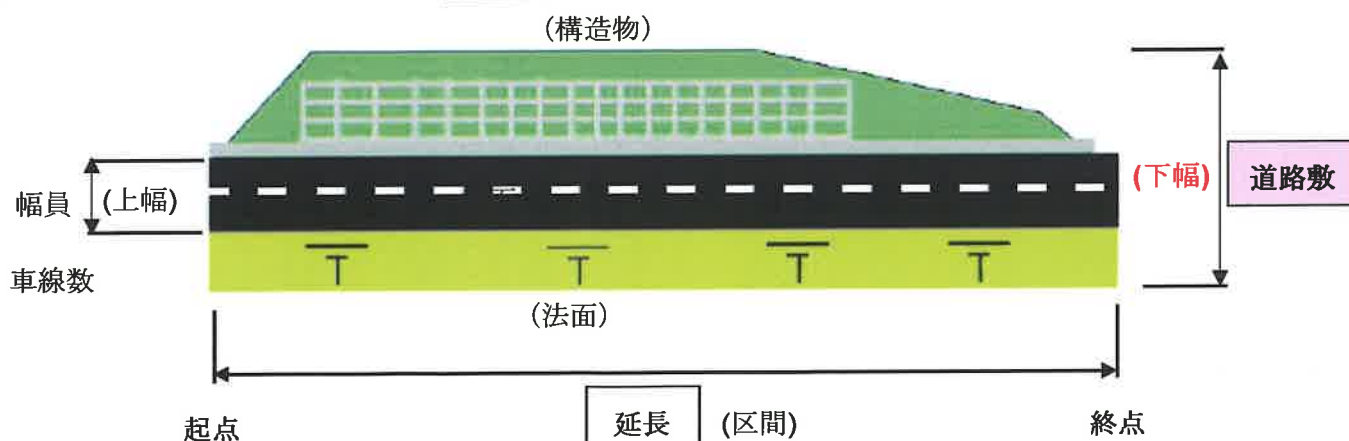 (構造物)
幅員
(上幅)
(下幅)
道路敷
車線数
(法面)
起点
延長
(区間)
終点